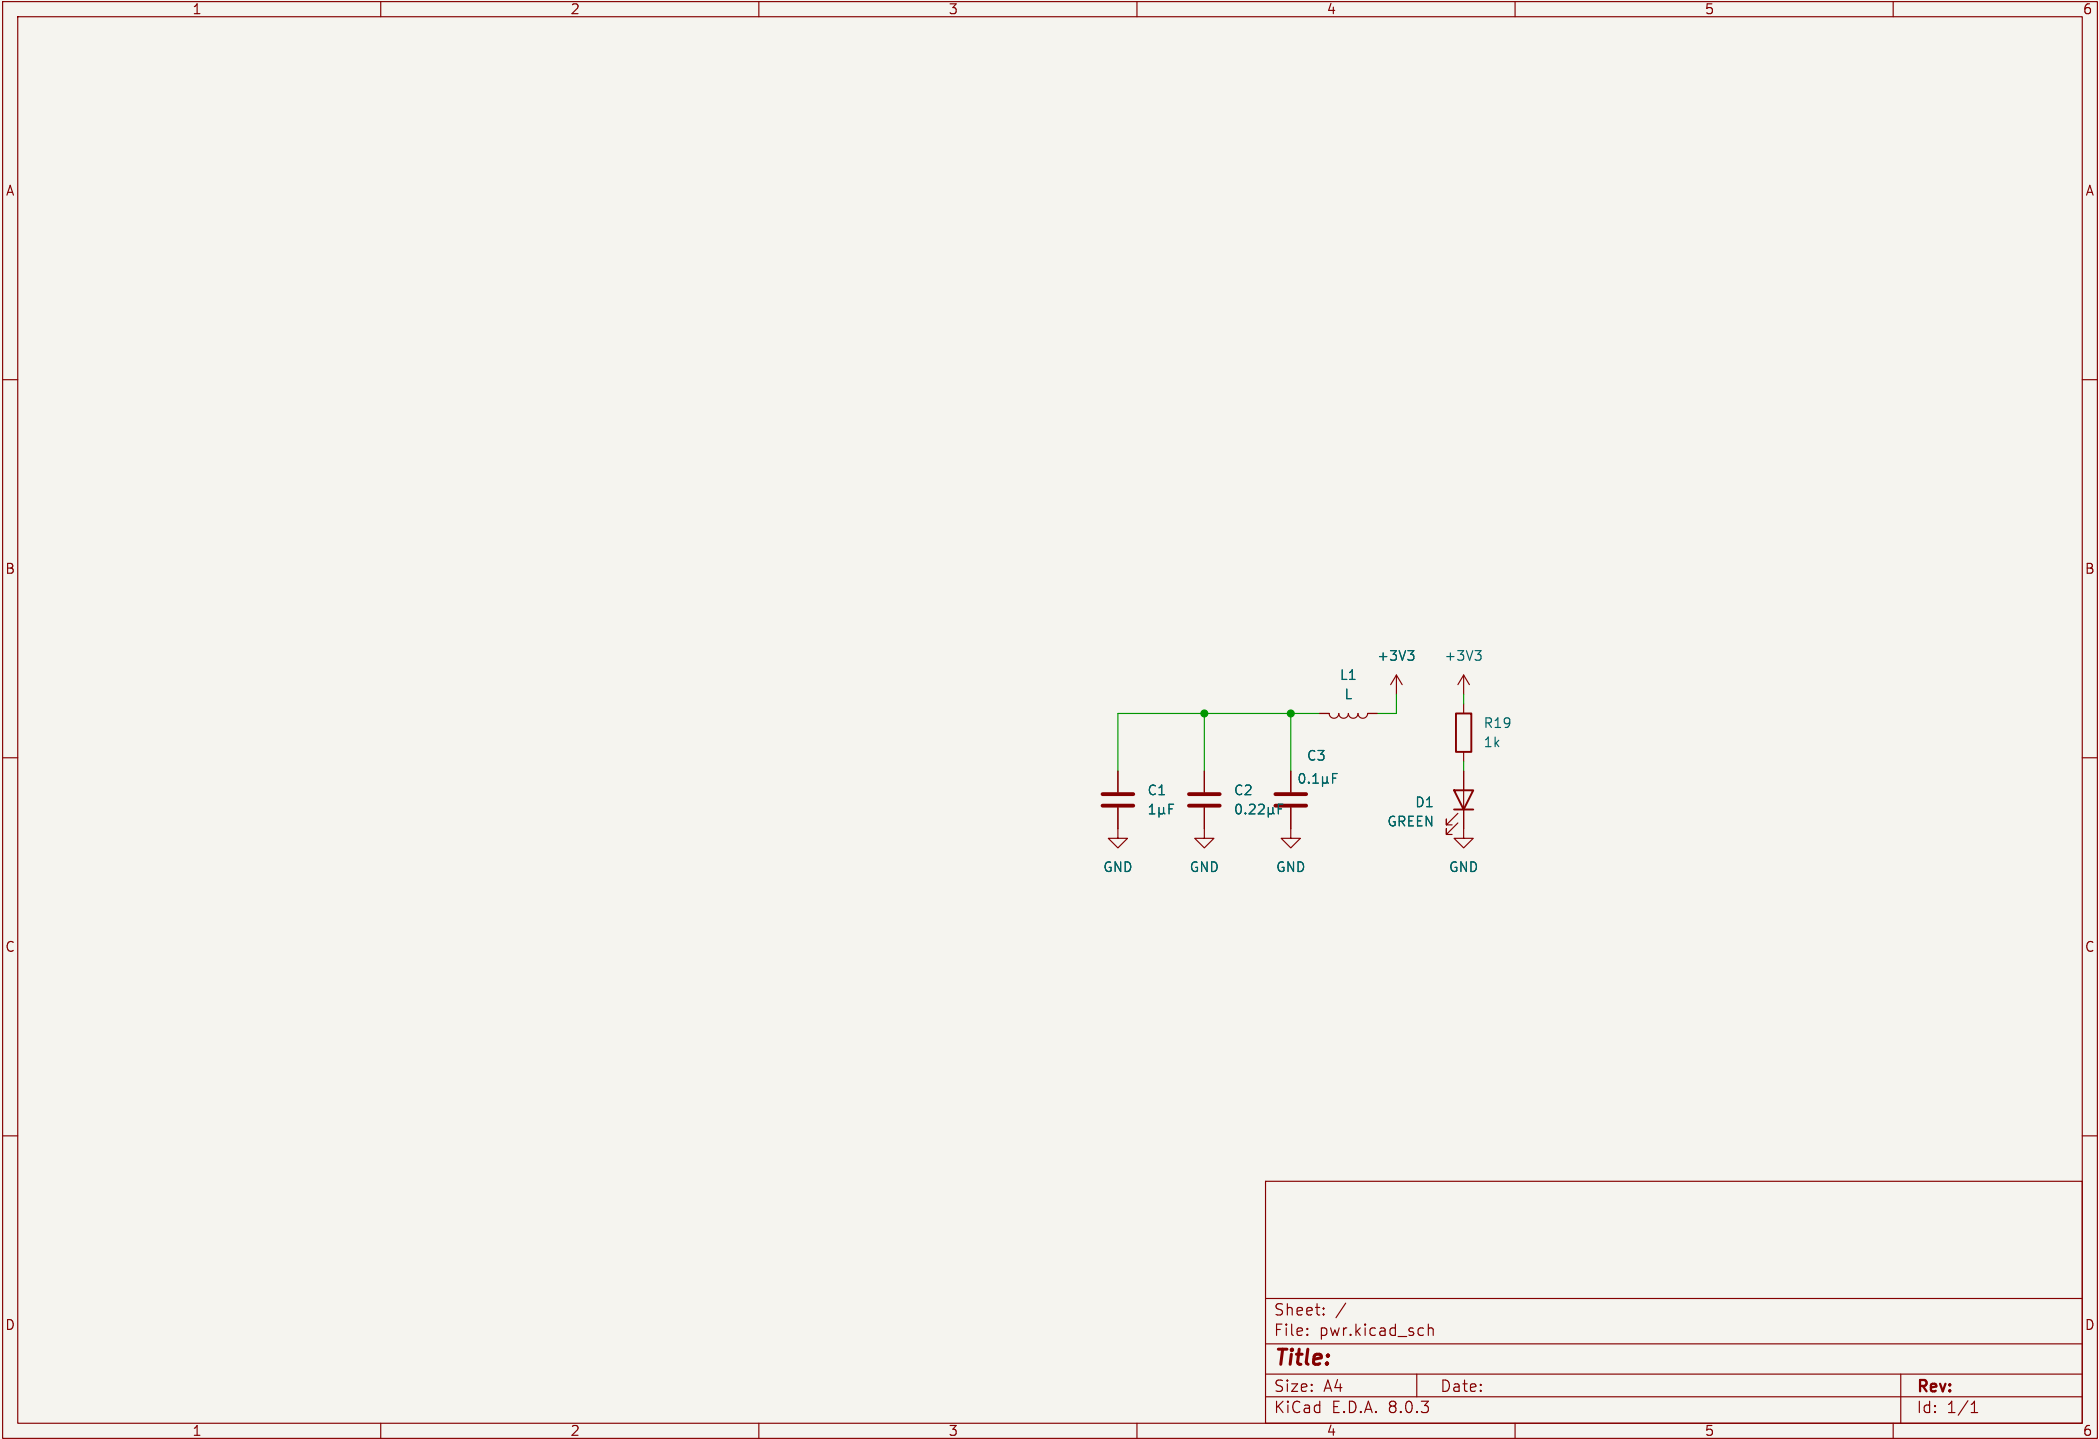 1 2 3 4 5 6
A A
B B
+3V3 +3V3
L1
L
R19
1k
C3
0.1µF
C1
1µF
C2
0.22µF
D1
GREEN
GND GND GND GND
C C
Sheet: /
File: pwr.kicad_sch
D D
Title:
Size: A4 Date: Rev:
KiCad E.D.A. 8.0.3 Id: 1/1
1 2 3 4 5 6